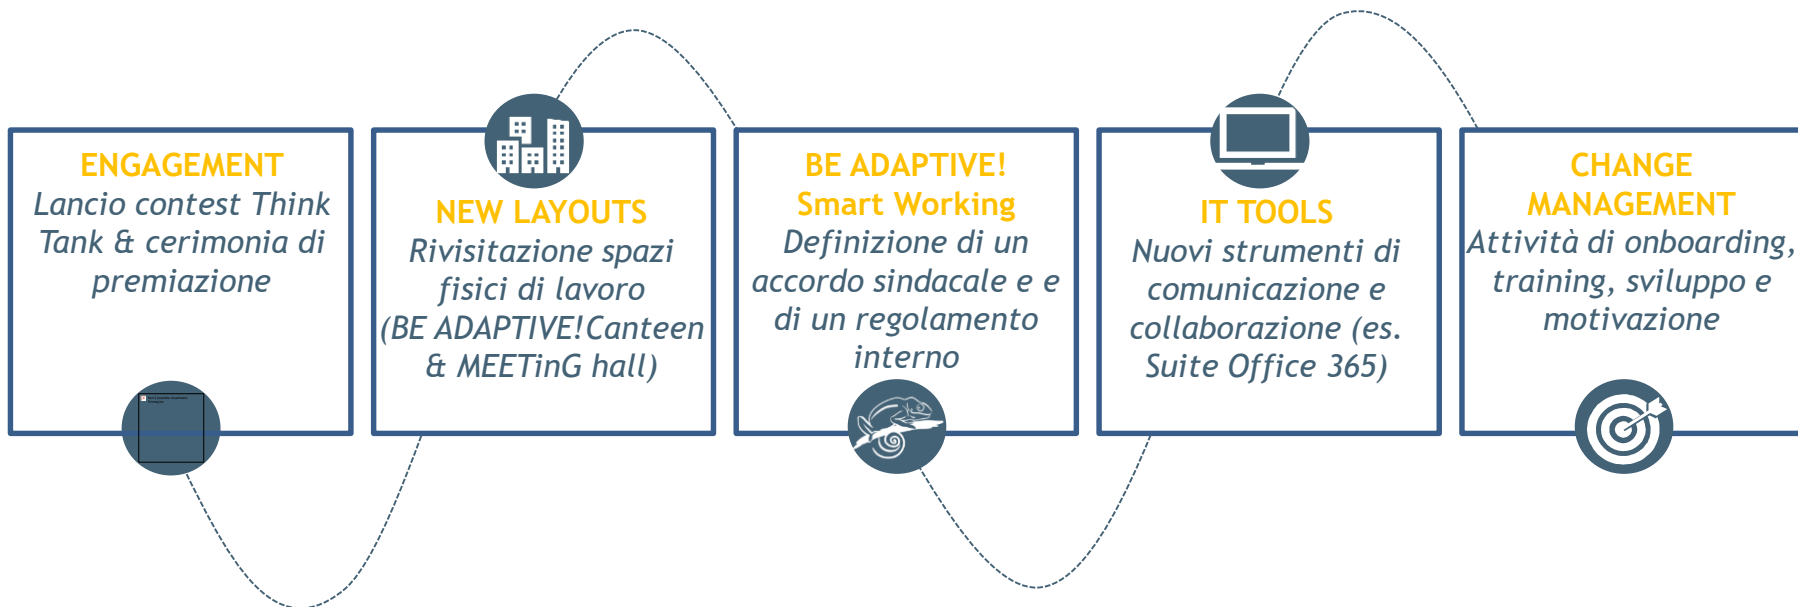 ENGAGEMENT
Lancio contest Think
Tank & cerimonia di
premiazione
NEW LAYOUTS
Rivisitazione spazi
fisici di lavoro
(BE ADAPTIVE!Canteen
& MEETinG hall)
BE ADAPTIVE!
Smart Working
Definizione di un
accordo sindacale e e
di un regolamento
interno
IT TOOLS
Nuovi strumenti di
comunicazione e
collaborazione (es.
Suite Office 365)
CHANGE
MANAGEMENT
Attività di onboarding,
training, sviluppo e
motivazione